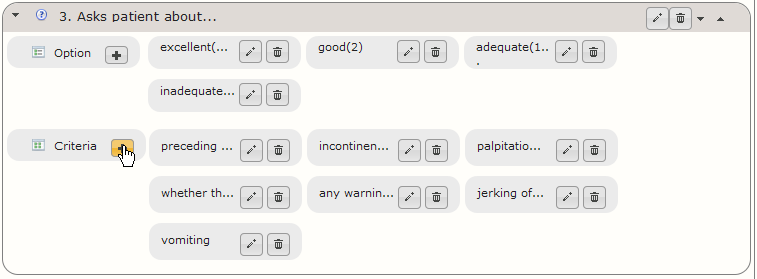 3. Asks patient about...
Option
excellent(...
good(2)
adequate(1..
.
inadequate...
Criteria
preceding ...
incontinen...
palpitatio...
whether th...
any warnin...
jerking of...
vomiting